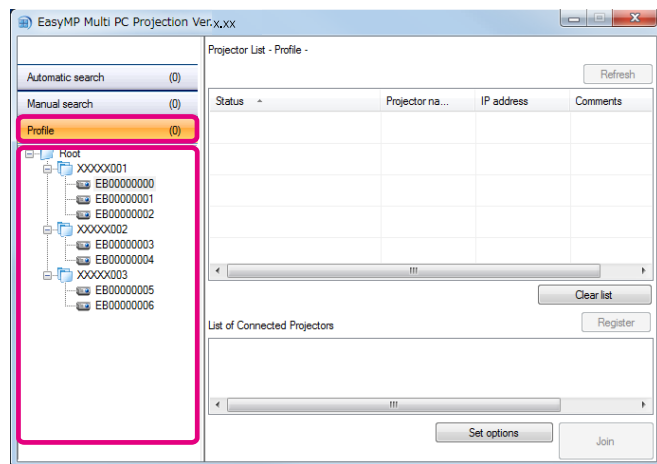 EasyMP Multi PC Projection Ver.x.xx
Projector List - Profile -
Automatic search (0)
Refresh
Manual search (0)
Status Projector na... IP address Comments
Profile (0)
Root
XXXXX001
EB00000000
EB00000001
EB00000002
XXXXX002
EB00000003
EB00000004
XXXXX003
EB00000005
EB00000006
Clear list
List of Connected Projectors
Register
Set options
Join